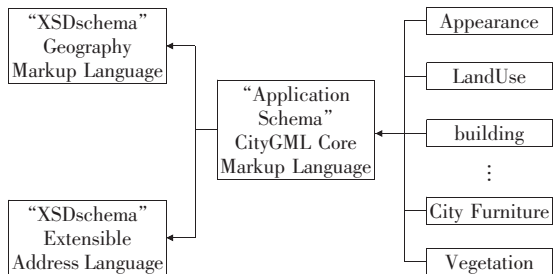 “XSDschema”
Geography
Markup Language
“XSDschema”
Extensible
Address Language
“Application
Schema”
CityGML Core
Markup Language
Appearance
LandUse
building
⋮
City Furniture
Vegetation